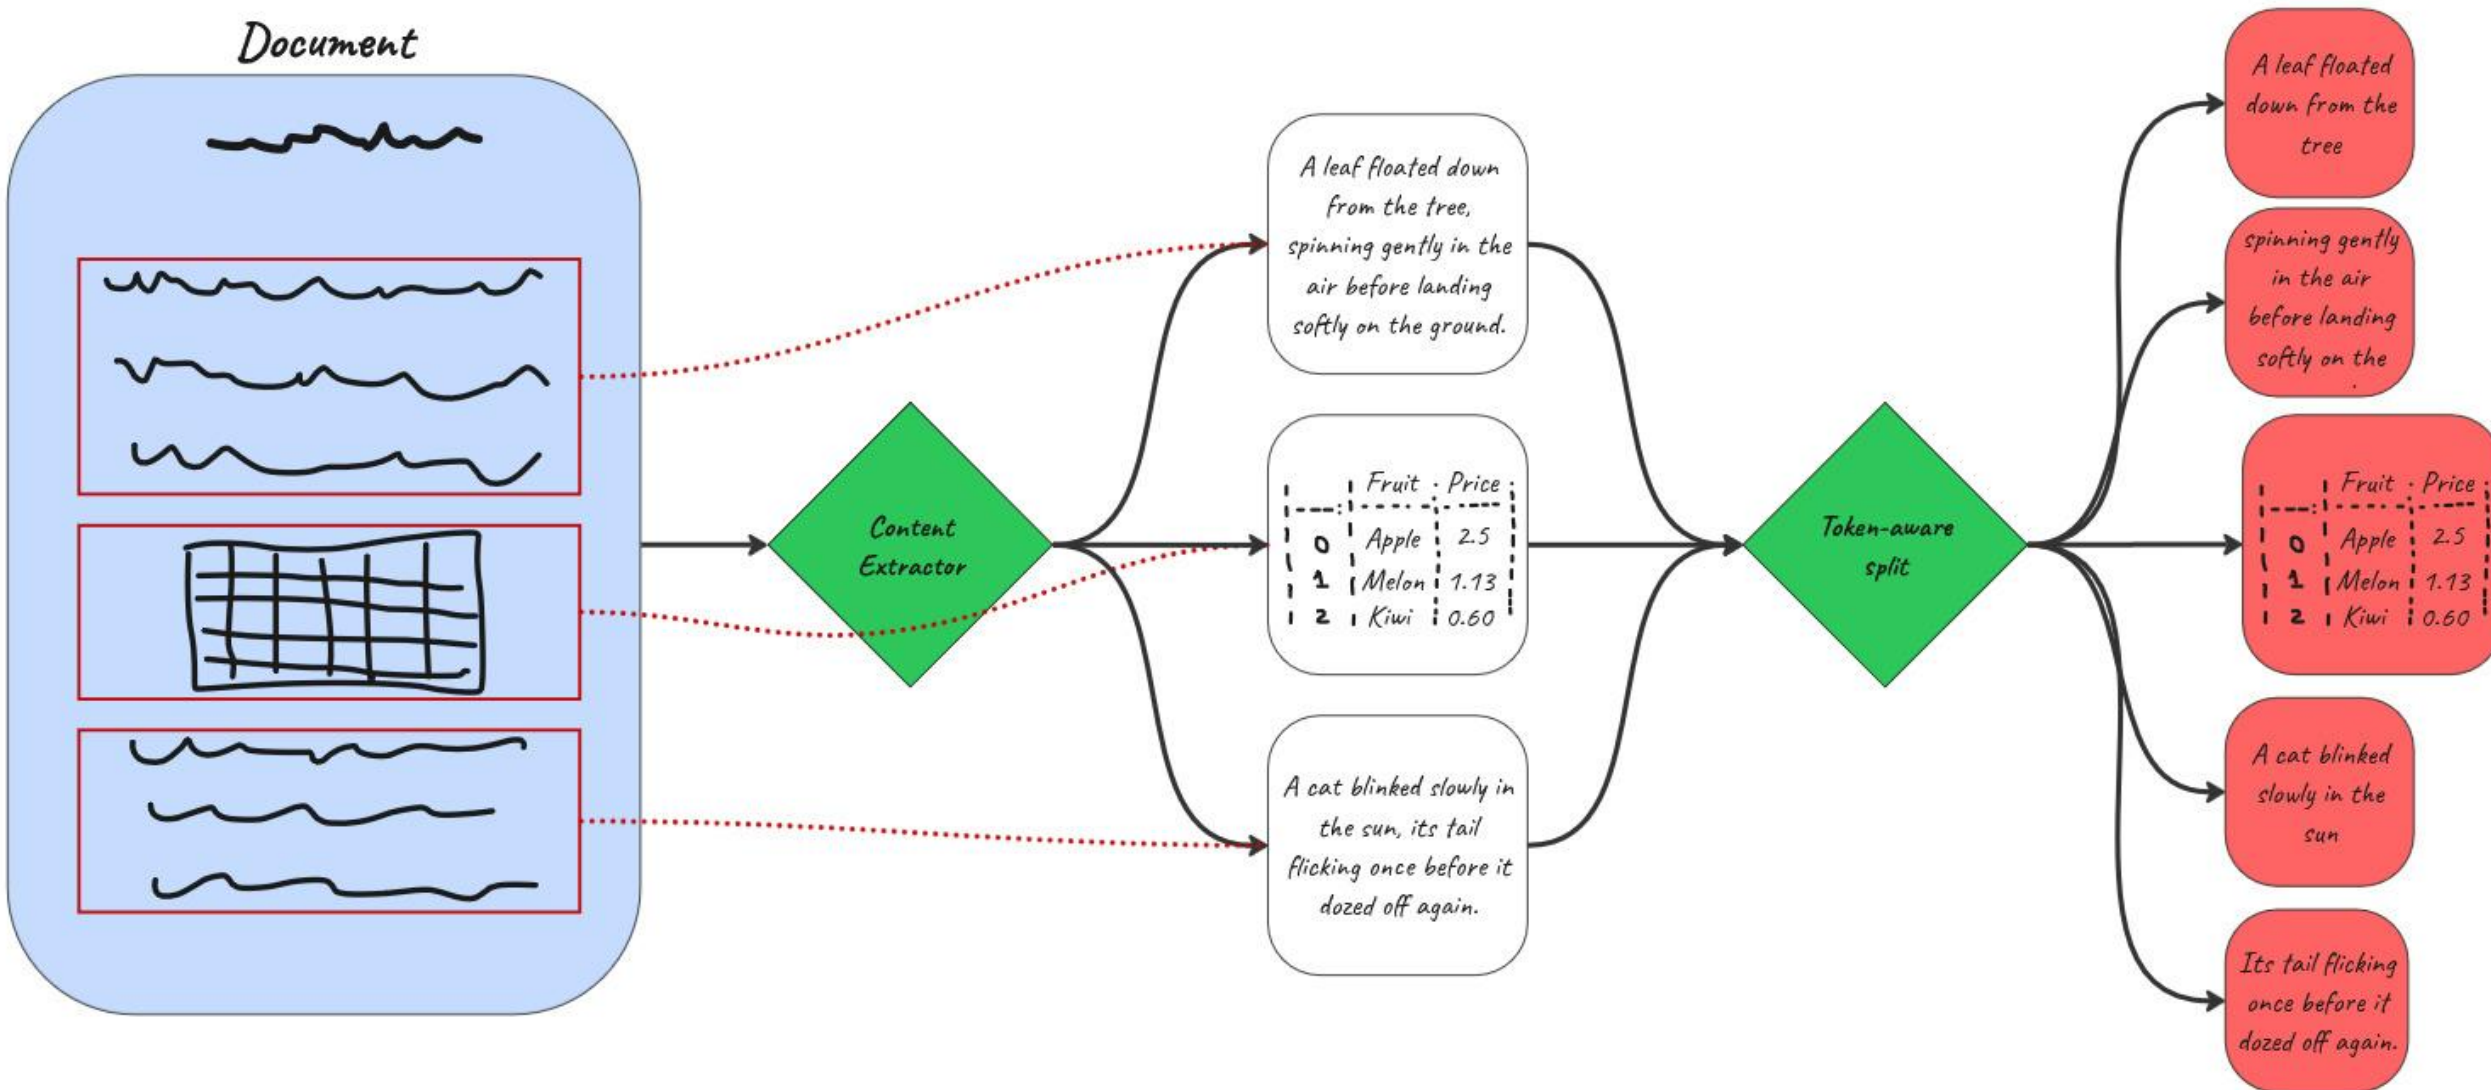 Document
Content
Extractor
A leaf floated down
from the tree,
spinning gently in the
air before landing
softly on the ground.
Fruit Price
0 Apple 2.5
1 Melon 1.13
2 Kiwi 0.60
A cat blinked slowly in
the sun, its tail
flicking once before it
dozed off again.
Token-aware
split
A leaf floated
down from the
tree
spinning gently
in the air
before landing
softly on the
Fruit Price
0 Apple 2.5
1 Melon 1.13
2 Kiwi 0.60
A cat blinked
slowly in the
sun
Its tail flicking
once before it
dozed off again.